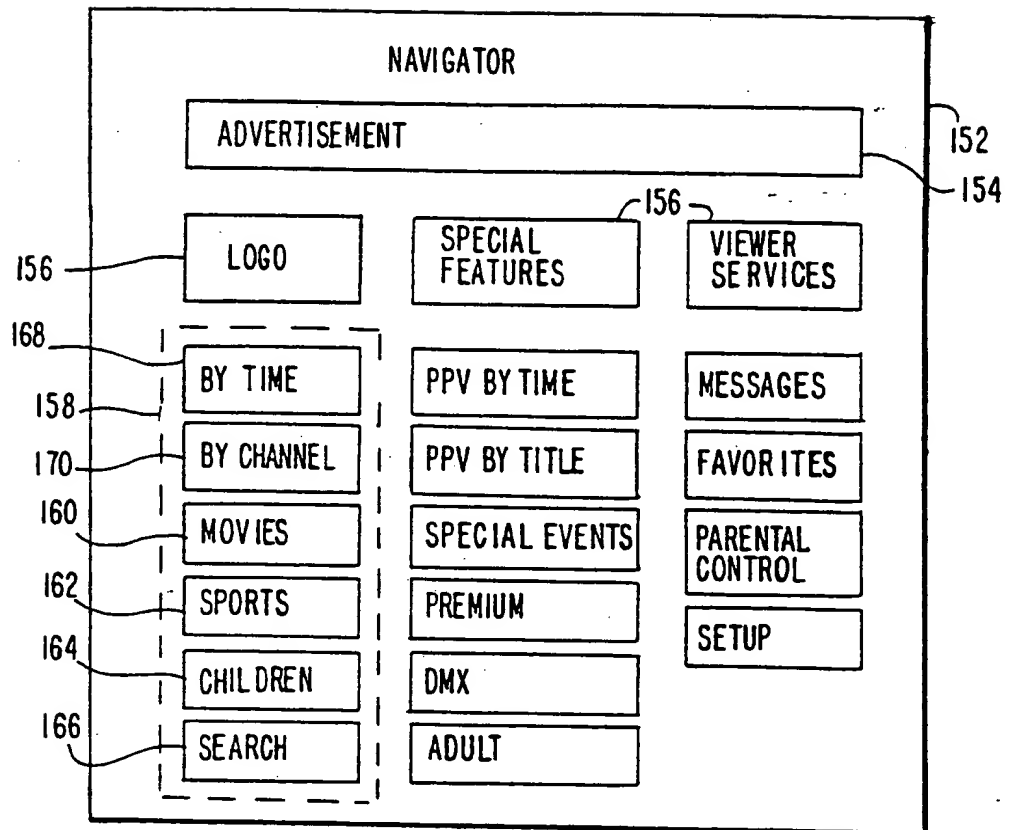 NAVIGATOR
ADVERTISEMENT
152
154
156
156
LOGO
SPECIAL
FEATURES
VIEWER
SERVICES
168
158
170
160
162
164
166
BY TIME
BY CHANNEL
MOVIES
SPORTS
CHILDREN
SEARCH
PPV BY TIME
PPV BY TITLE
SPECIAL EVENTS
PREMIUM
DMX
ADULT
MESSAGES
FAVORITES
PARENTAL
CONTROL
SETUP